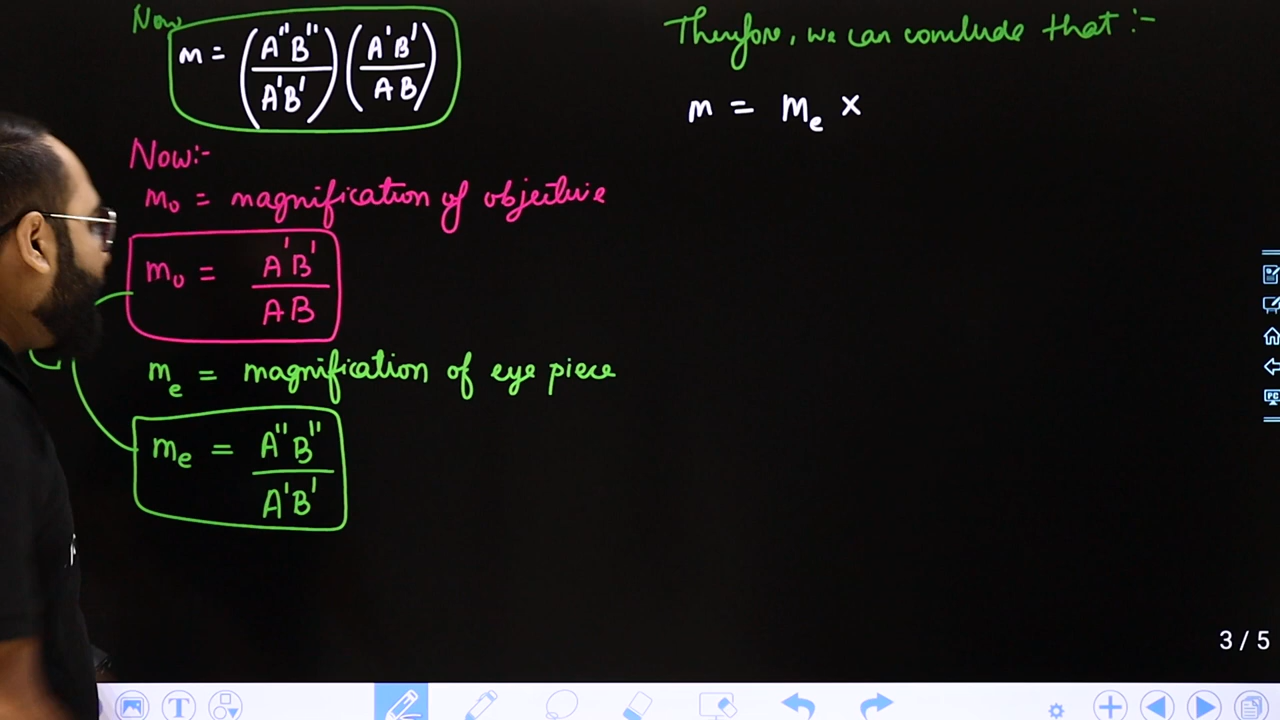 Now
m = (A"B"/A'B') (A'B'/AB)
Now:-
m₀ = magnification of objective
m₀ = A'B'/AB
mₑ = magnification of eye piece
mₑ = A"B"/A'B'
Therefore, we can conclude that :-
m = mₑ ×
3 / 5
T
PC